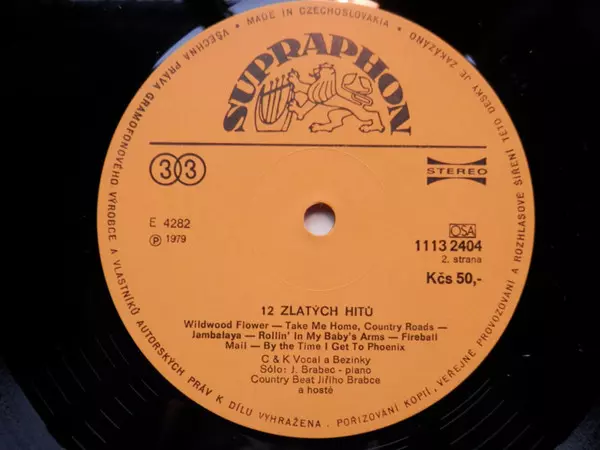 • MADE IN CZECHOSLOVAKIA •
VŠECHNA PRÁVA GRAMOFONOVÉHO VÝROBCE A VLASTNÍKŮ AUTORSKÝCH PRÁV K DÍLU VYHRAŽENA. POŘIZOVÁNÍ KOPIÍ, VEŘEJNÉ PROVOZOVÁNÍ A ROZHLASOVÉ ŠÍŘENÍ TÉTO DESKY JE ZAKÁZÁNO
SUPRAPHON
33
STEREO
E 4282
Ⓟ 1979
OSA
1113 2404
2. strana
Kčs 50,-
12 ZLATÝCH HITŮ
Wildwood Flower — Take Me Home, Country Roads —
Jambalaya — Rollin' In My Baby's Arms — Fireball
Mail — By the Time I Get To Phoenix
C & K Vocal a Bezinky
Sólo: J. Brabec - piano
Country Beat Jiřího Brabce
a hosté